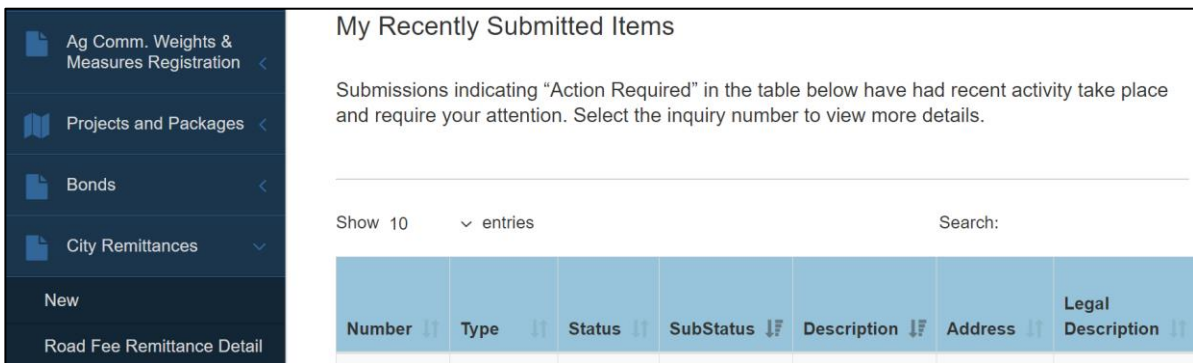 Ag Comm. Weights &
Measures Registration
Projects and Packages
Bonds
City Remittances
New
Road Fee Remittance Detail
My Recently Submitted Items
Submissions indicating “Action Required” in the table below have had recent activity take place
and require your attention. Select the inquiry number to view more details.
Show 10 entries
Search:
Number Type Status SubStatus Description Address Legal
Description